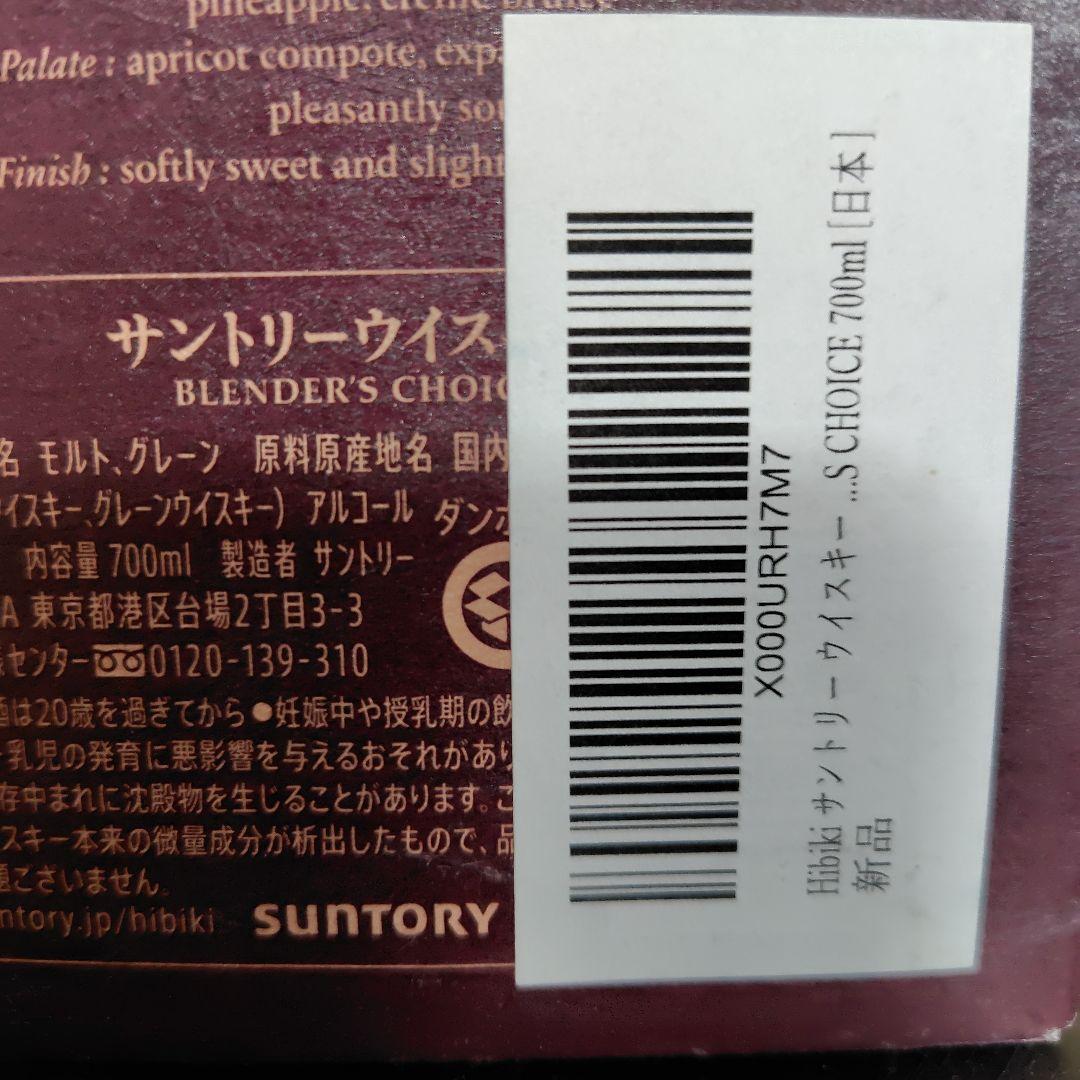 pineapple, crème brûlée
Palate : apricot compote,
pleasantly
Finish : softly sweet and
サントリーウイス
BLENDER'S
名 モルト、グレーン 原料原産地名 国内
イスキー、グレーンウイスキー) アルコール
ダンボ
内容量 700ml 製造者 サントリー
A 東京都港区台場2丁目3-3
センター 0120-139-310
酒は20歳を過ぎてから ●妊娠中や授乳期の飲
・乳児の発育に悪影響を与えるおそれがあり
存中まれに沈殿物を生じることがあります。こ
スキー本来の微量成分が析出したもので、品
題ございません。
ntory.jp/hibiki
SUNTORY
X000URH7M7
Hibiki サントリー ウイスキー ...S CHOICE 700ml [日本]
新品